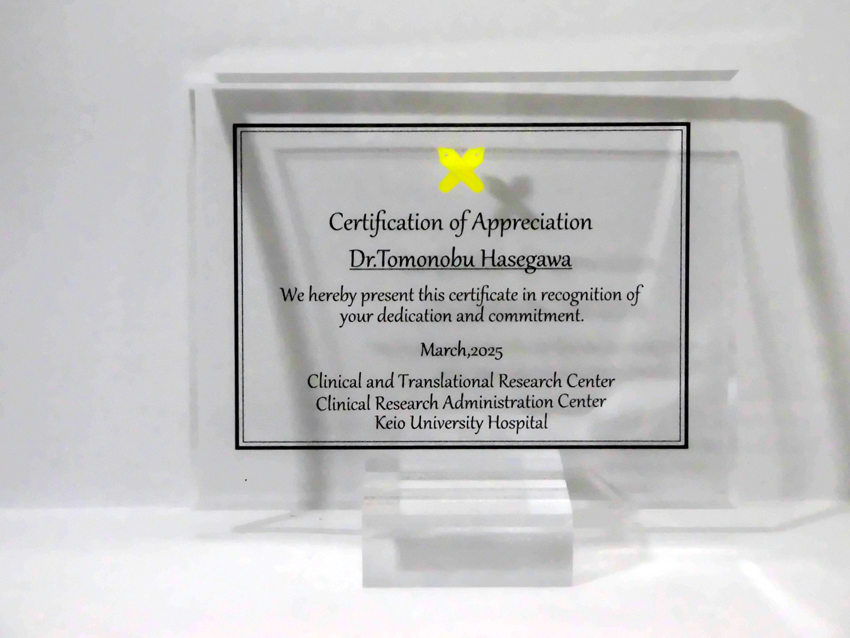 Certification of Appreciation
Dr.Tomonobu Hasegawa
We hereby present this certificate in recognition of
your dedication and commitment.
March,2025
Clinical and Translational Research Center
Clinical Research Administration Center
Keio University Hospital